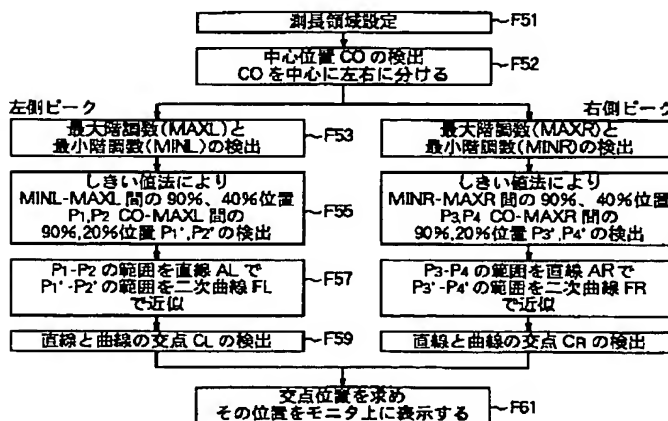 測長領域設定
F51
中心位置 CO の検出
CO を中心に左右に分ける
F52
左側ピーク
最大階調数(MAXL)と
最小階調数(MINL)の検出
F53
右側ピーク
最大階調数(MAXR)と
最小階調数(MINR)の検出
しきい値法により
MINL-MAXL 間の 90%、40%位置
P1,P2 CO-MAXL 間の
90%,20%位置 P1',P2'の検出
F55
しきい値法により
MINR-MAXR 間の 90%、40%位置
P3,P4 CO-MAXR 間の
90%,20%位置 P3',P4'の検出
P1-P2 の範囲を直線 AL で
P1'-P2'の範囲を二次曲線 FL
で近似
F57
P3-P4 の範囲を直線 AR で
P3'-P4'の範囲を二次曲線 FR
で近似
直線と曲線の交点 CL の検出
F59
直線と曲線の交点 CR の検出
交点位置を求め
その位置をモニタ上に表示する
F61